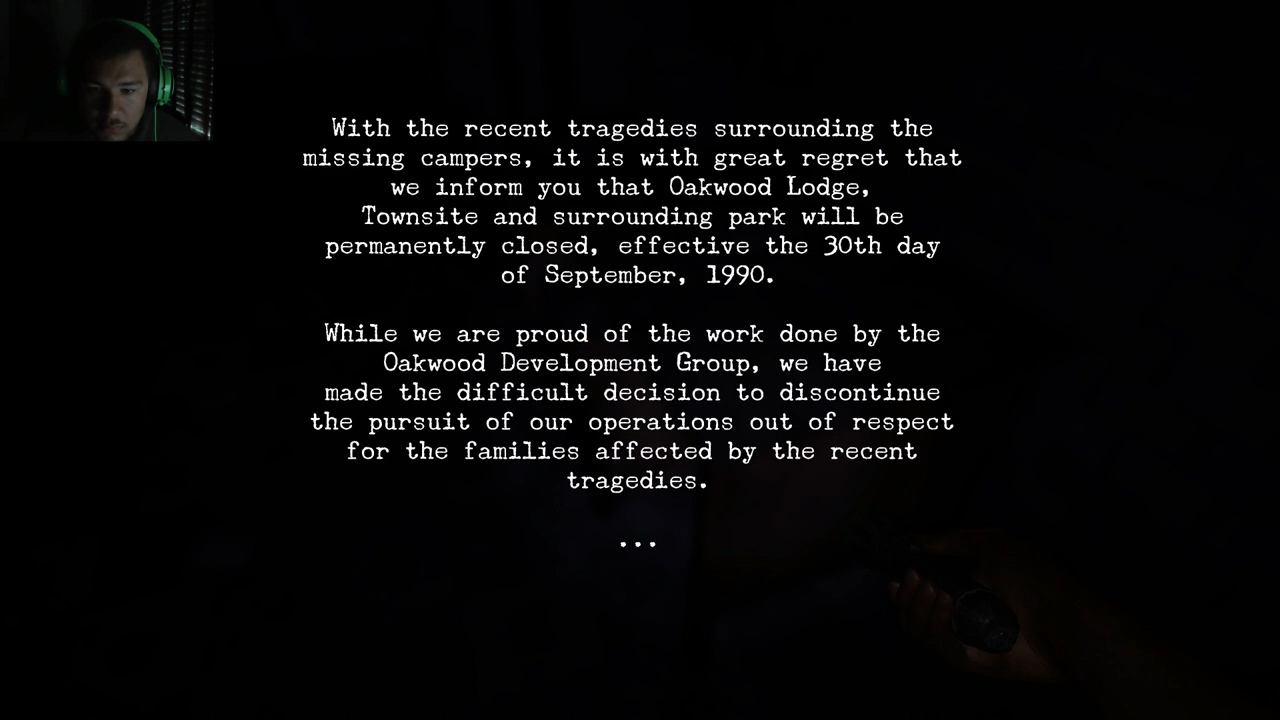 With the recent tragedies surrounding the
missing campers, it is with great regret that
we inform you that Oakwood Lodge,
Townsite and surrounding park will be
permanently closed, effective the 30th day
of September, 1990.
While we are proud of the work done by the
Oakwood Development Group, we have
made the difficult decision to discontinue
the pursuit of our operations out of respect
for the families affected by the recent
tragedies.
...